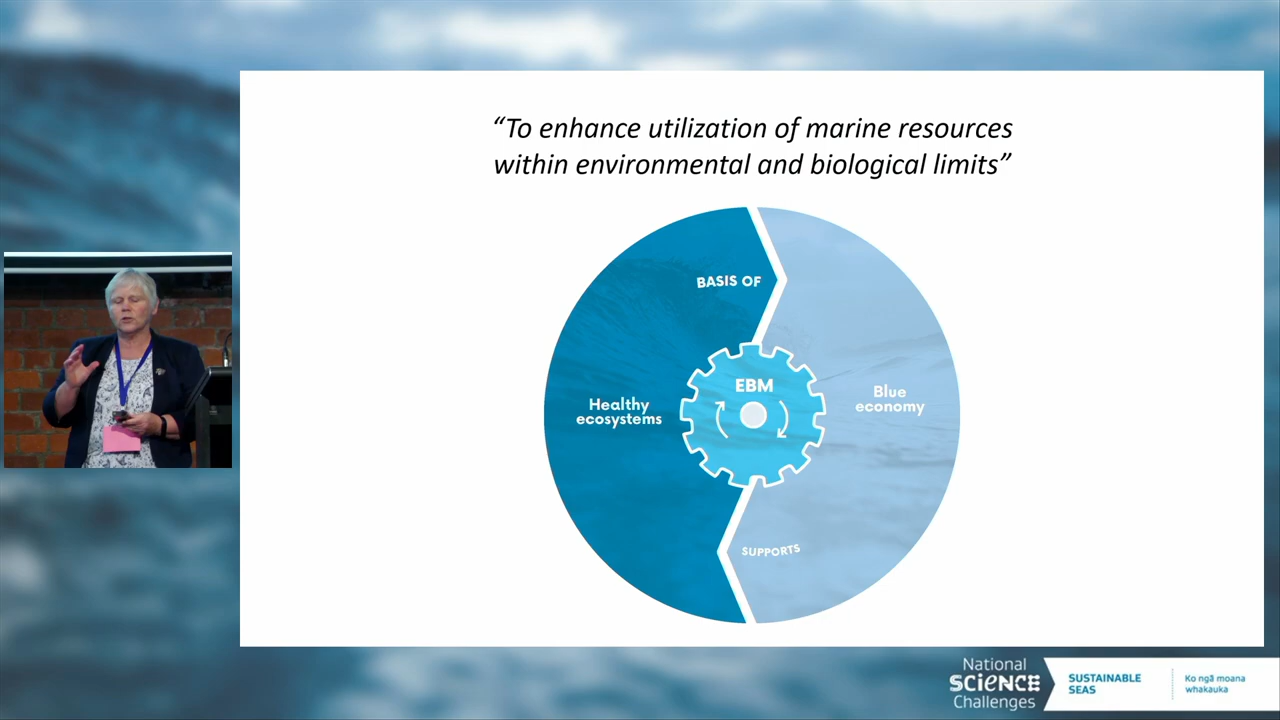 “To enhance utilization of marine resources
within environmental and biological limits”
BASIS OF
EBM
Healthy
ecosystems
Blue
economy
SUPPORTS
National
SCIENCE
Challenges
SUSTAINABLE
SEAS
Ko ngā moana
whakauka